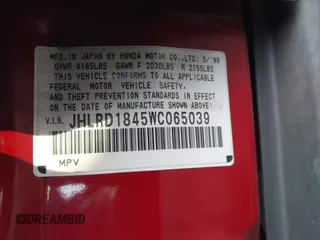 MFD. IN JAPAN BY HONDA MOTOR CO.,LTD. 5/98
GVWR 4165LBS GAWR F 2030LBS R 2155LBS
THIS VEHICLE CONFORMS TO ALL APPLICABLE
FEDERAL MOTOR VEHICLE SAFETY
AND THEFT PREVENTION STANDARDS IN EFFECT
ON THE DATE OF MANUFACTURE SHOWN ABOVE.
V.I.N. JHLRD1845WC065039
MPV
DREAMBID